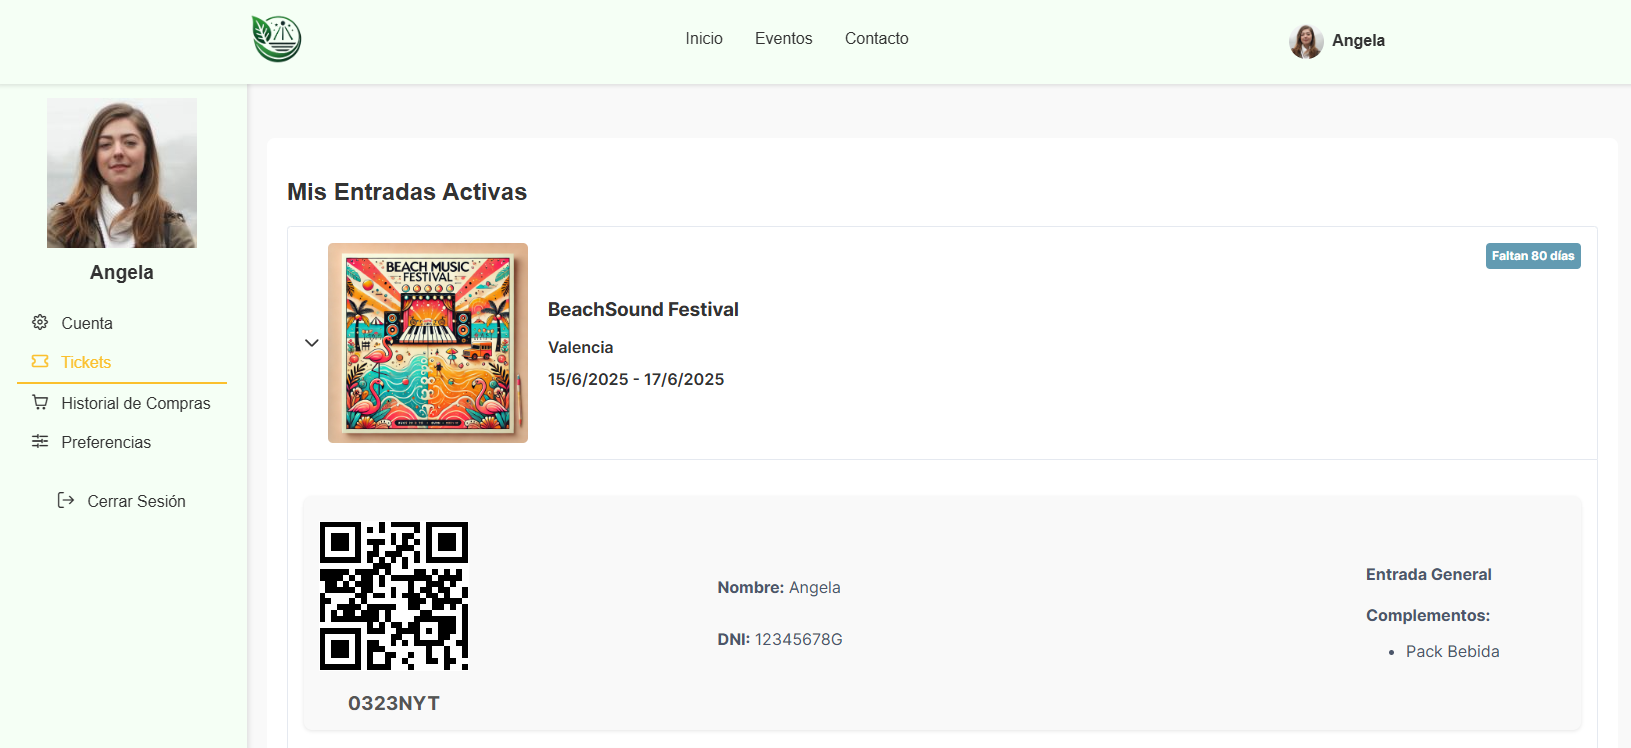 Inicio Eventos Contacto Angela
Angela
Cuenta
Tickets
Historial de Compras
Preferencias
Cerrar Sesión
Mis Entradas Activas
Faltan 80 días
BEACH MUSIC
FESTIVAL
BeachSound Festival
Valencia
15/6/2025 - 17/6/2025
0323NYT
Nombre: Angela
DNI: 12345678G
Entrada General
Complementos:
Pack Bebida